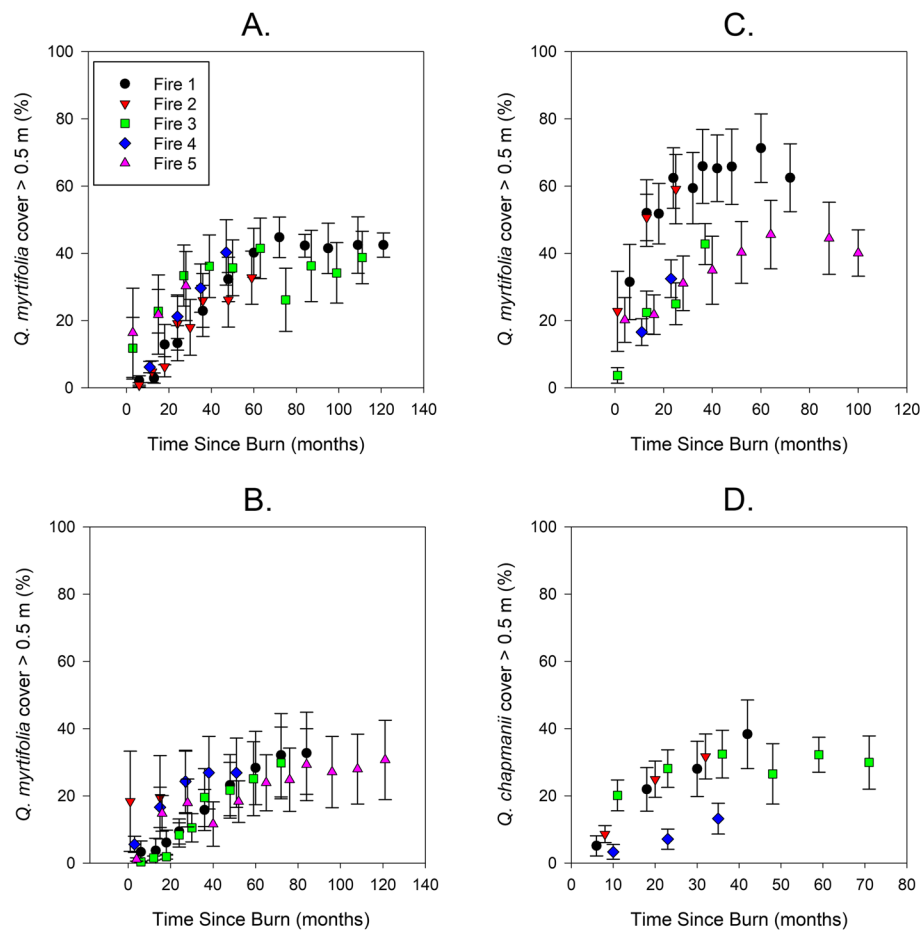 A.
Q. myrtifolia cover > 0.5 m (%)
100
80
60
40
20
0
Fire 1
Fire 2
Fire 3
Fire 4
Fire 5
0 20 40 60 80 100 120 140
Time Since Burn (months)
C.
Q. myrtifolia cover > 0.5 m (%)
100
80
60
40
20
0
0 20 40 60 80 100 120
Time Since Burn (months)
B.
Q. myrtifolia cover > 0.5 m (%)
100
80
60
40
20
0
0 20 40 60 80 100 120 140
Time Since Burn (months)
D.
Q. chapmanii cover > 0.5 m (%)
100
80
60
40
20
0
0 10 20 30 40 50 60 70 80
Time Since Burn (months)